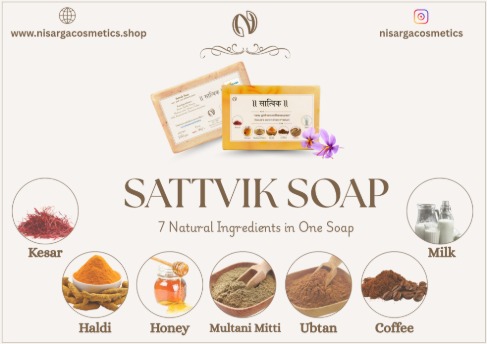 www.nisargacosmetics.shop
nisargacosmetics
|| सात्विक ||
|| सात्विक ||
SATTVIK SOAP
7 Natural Ingredients in One Soap
Kesar
Milk
Haldi
Honey
Multani Mitti
Ubtan
Coffee